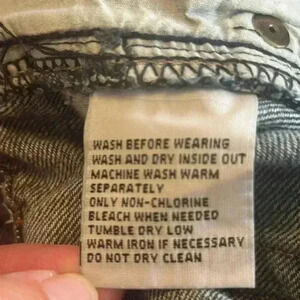 WASH BEFORE WEARING
WASH AND DRY INSIDE OUT
MACHINE WASH WARM
SEPARATELY
ONLY NON-CHLORINE
BLEACH WHEN NEEDED
TUMBLE DRY LOW
WARM IRON IF NECESSARY
DO NOT DRY CLEAN